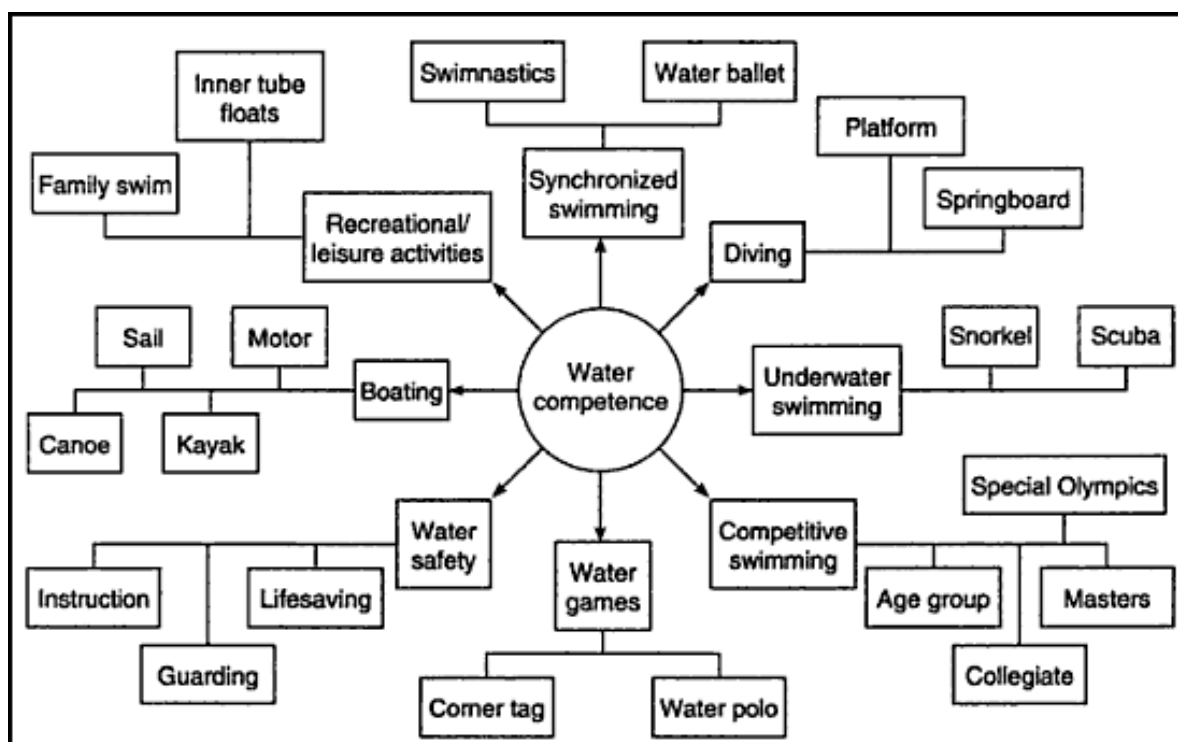 Swimnastics
Water ballet
Inner tube
floats
Platform
Family swim
Synchronized
swimming
Springboard
Recreational/
leisure activities
Diving
Sail
Motor
Snorkel
Scuba
Boating
Water
competence
Underwater
swimming
Canoe
Kayak
Special Olympics
Water
safety
Competitive
swimming
Water
games
Instruction
Lifesaving
Age group
Masters
Guarding
Collegiate
Corner tag
Water polo